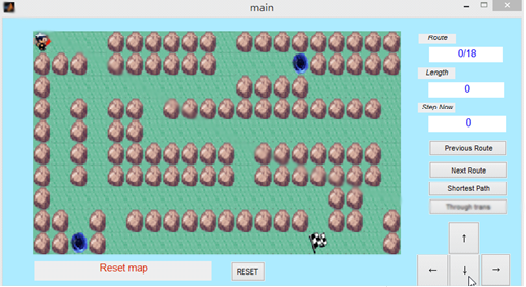 main
Route
0/18
Length
0
Step: Now
0
Previous Route
Next Route
Shortest Path
Through trans
↑
← ↓ →
Reset map
RESET